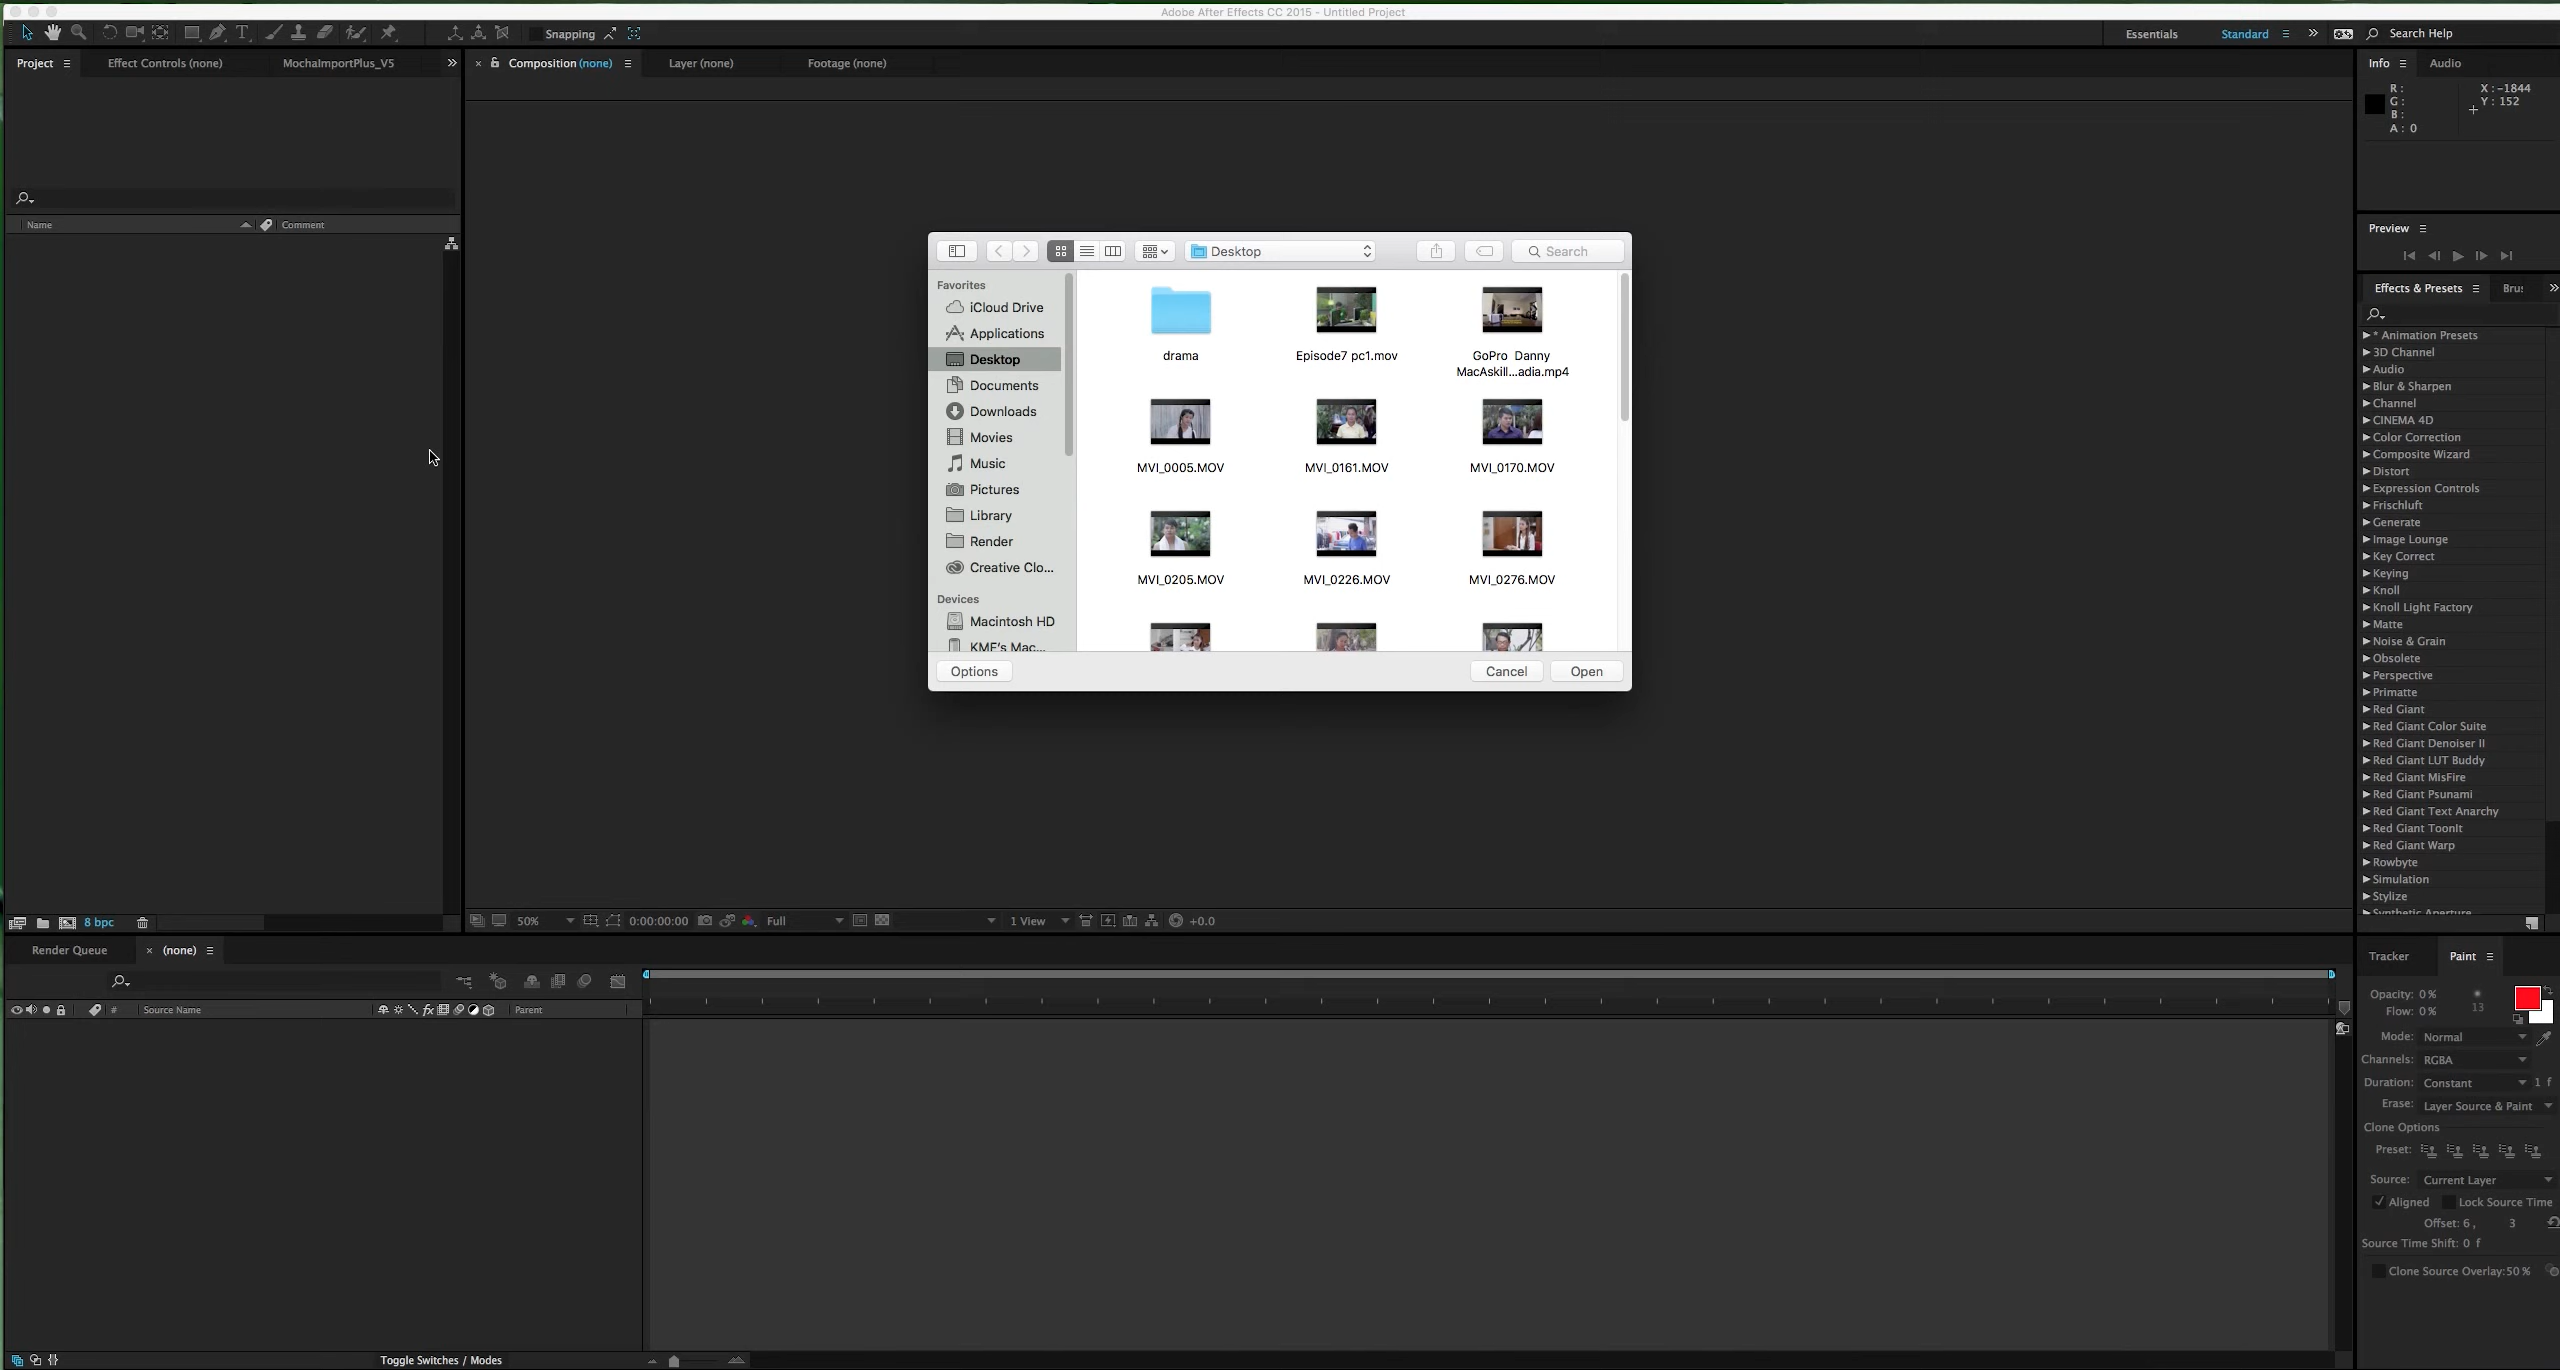 Adobe After Effects CC 2015 - Untitled Project
Snapping
Essentials
Standard
Search Help
Project
Effect Controls (none)
MochaImportPlus_V5
Composition (none)
Layer (none)
Footage (none)
Info
Audio
R :
G :
B :
A : 0
X : -1844
Y : 152
Name
Comment
Preview
Effects & Presets
Bru
* Animation Presets
3D Channel
Audio
Blur & Sharpen
Channel
CINEMA 4D
Color Correction
Composite Wizard
Distort
Expression Controls
Frischluft
Generate
Image Lounge
Key Correct
Keying
Knoll
Knoll Light Factory
Matte
Noise & Grain
Obsolete
Perspective
Primatte
Red Giant
Red Giant Color Suite
Red Giant Denoiser II
Red Giant LUT Buddy
Red Giant MisFire
Red Giant Psunami
Red Giant Text Anarchy
Red Giant ToonIt
Red Giant Warp
Rowbyte
Simulation
Stylize
Synthetic Aperture
Desktop
Search
Favorites
iCloud Drive
Applications
Desktop
Documents
Downloads
Movies
Music
Pictures
Library
Render
Creative Clo...
Devices
Macintosh HD
KMF's Mac...
drama
Episode7 pc1.mov
GoPro Danny
MacAskill...adia.mp4
MVI_0005.MOV
MVI_0161.MOV
MVI_0170.MOV
MVI_0205.MOV
MVI_0226.MOV
MVI_0276.MOV
Options
Cancel
Open
8 bpc
50%
0:00:00:00
Full
1 View
+0.0
Render Queue
(none)
#
Source Name
fx
Parent
Toggle Switches / Modes
Tracker
Paint
Opacity: 0 %
Flow: 0 %
13
Mode: Normal
Channels: RGBA
Duration: Constant
1 f
Erase: Layer Source & Paint
Clone Options
Preset:
Source: Current Layer
Aligned
Lock Source Time
Offset: 6 , 3
Source Time Shift: 0 f
Clone Source Overlay: 50 %